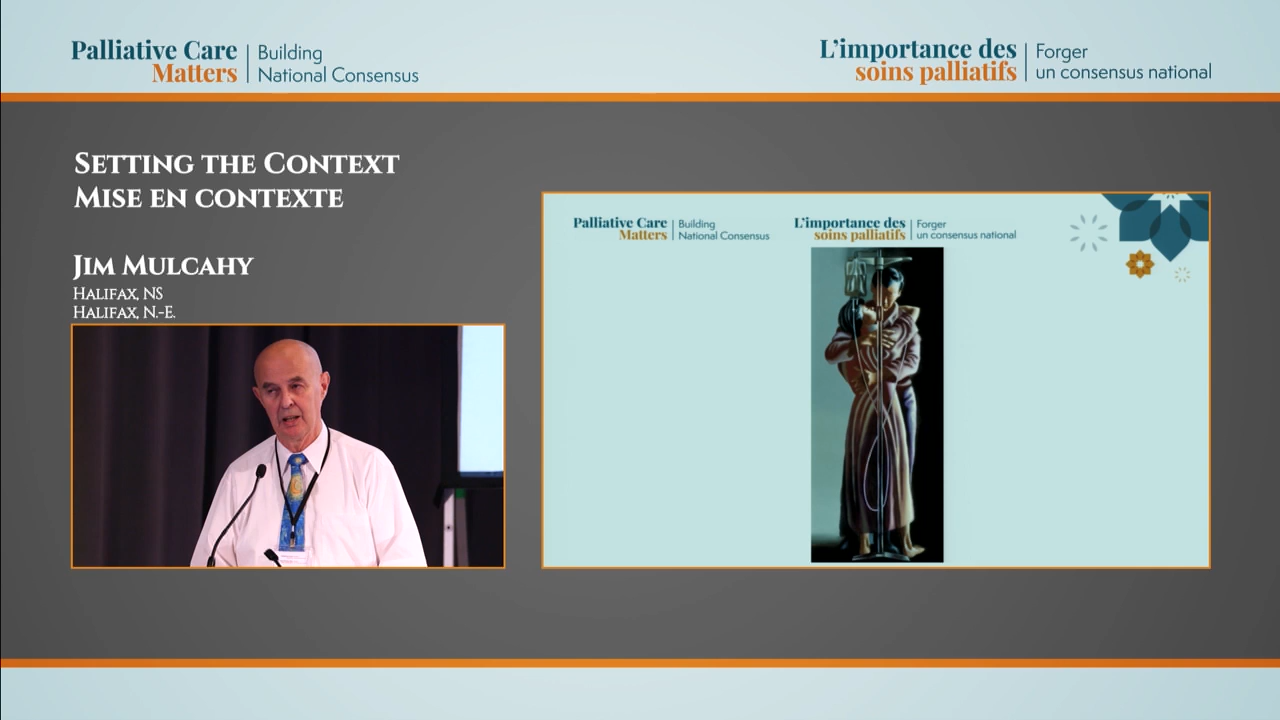 Palliative Care
Matters
Building
National Consensus
L'importance des
soins palliatifs
Forger
un consensus national
Setting the Context
Mise en contexte
Jim Mulcahy
Halifax, NS
Halifax, N.-E.
Palliative Care
Matters
Building
National Consensus
L'importance des
soins palliatifs
Forger
un consensus national